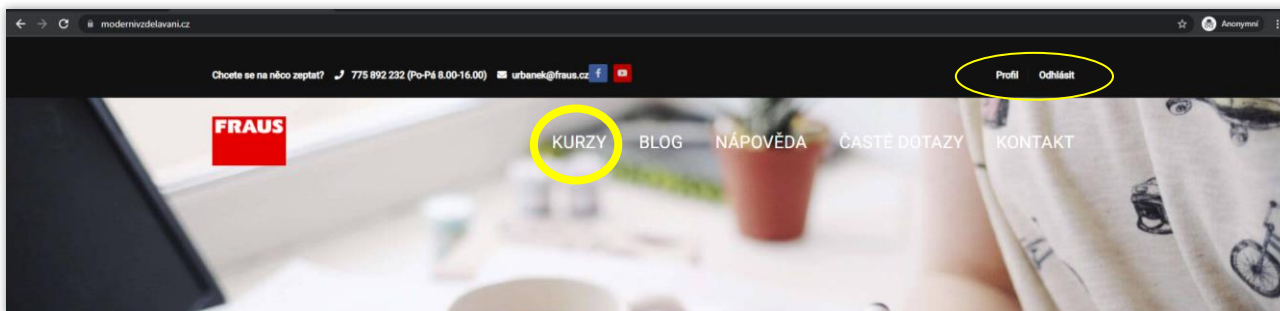 modernivzdelavani.cz
Anonymní
Chcete se na něco zeptat? 775 892 232 (Po-Pá 8.00-16.00) urbanek@fraus.cz f
Profil Odhlásit
FRAUS
KURZY BLOG NÁPOVĚDA ČASTÉ DOTAZY KONTAKT